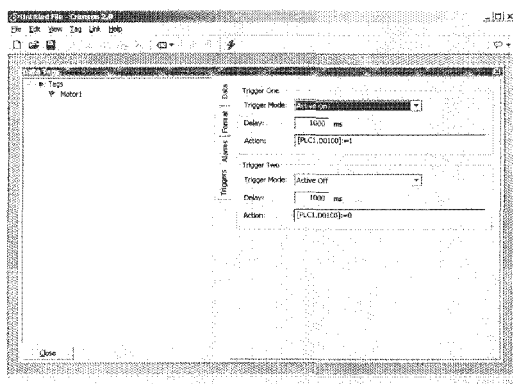 Untitled File - Crimson 2.0
File Edit View Tag Link Help
Tags
Motor1
Data
Format
Alarms
Triggers
Trigger One
Trigger Mode: Active On
Delay: 1000 ms
Action: [PLC1.D0100]:=1
Trigger Two
Trigger Mode: Active Off
Delay: 1000 ms
Action: [PLC1.D0100]:=0
Close